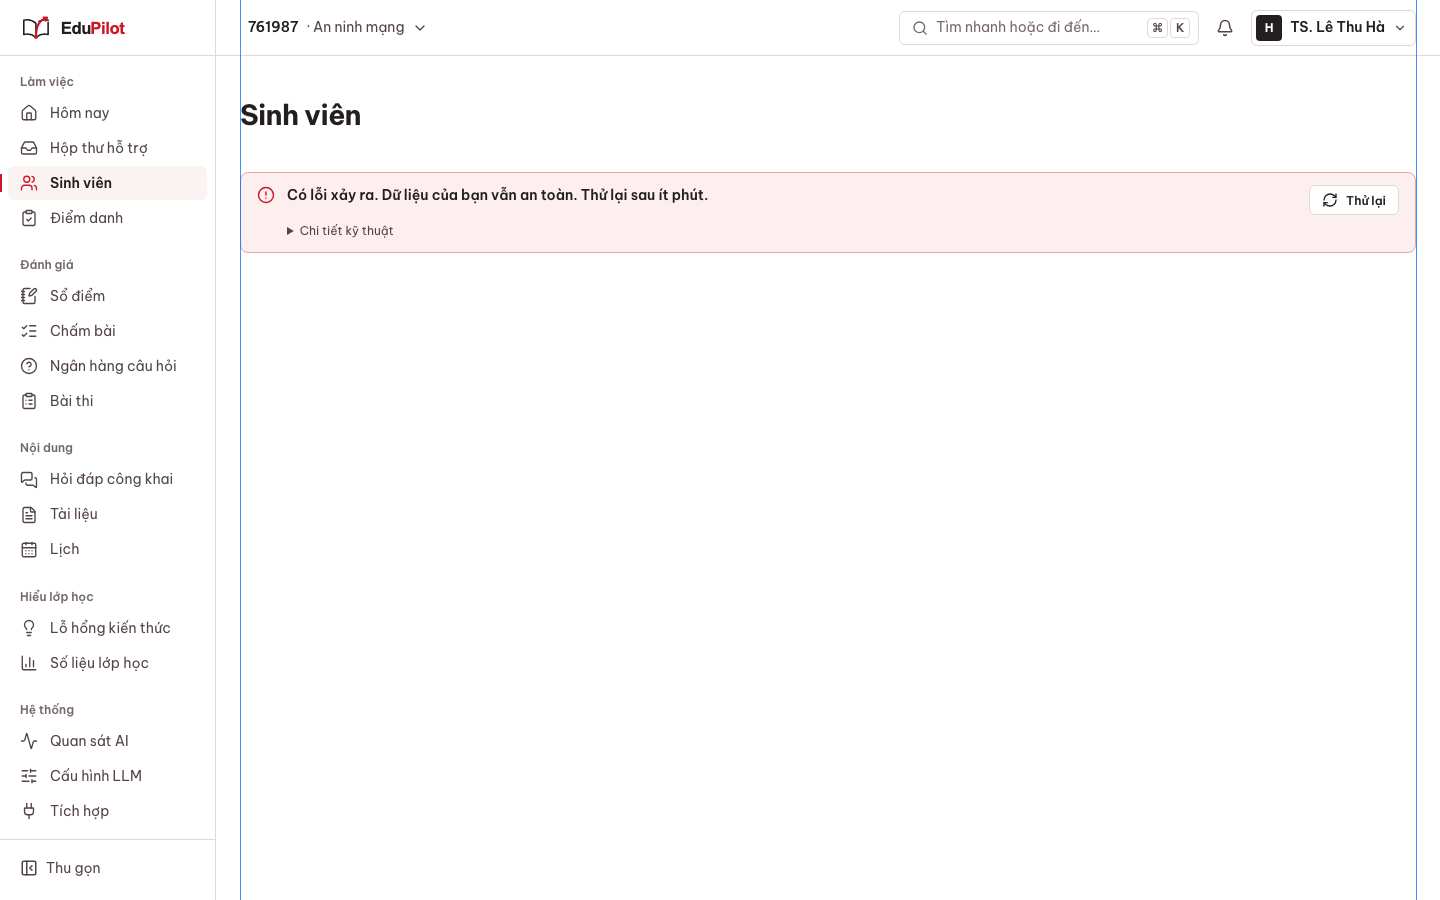 EduPilot
761987 · An ninh mạng
Tìm nhanh hoặc đi đến...
⌘ K
H TS. Lê Thu Hà
Làm việc
Hôm nay
Hộp thư hỗ trợ
Sinh viên
Điểm danh
Đánh giá
Sổ điểm
Chấm bài
Ngân hàng câu hỏi
Bài thi
Nội dung
Hỏi đáp công khai
Tài liệu
Lịch
Hiểu lớp học
Lỗ hổng kiến thức
Số liệu lớp học
Hệ thống
Quan sát AI
Cấu hình LLM
Tích hợp
Thu gọn
Sinh viên
Có lỗi xảy ra. Dữ liệu của bạn vẫn an toàn. Thử lại sau ít phút.
Thử lại
Chi tiết kỹ thuật